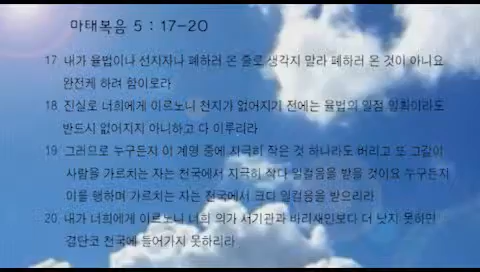 마태복음 5 : 17-20
17 내가 율법이나 선지자나 폐하러 온 줄로 생각지 말라 폐하러 온 것이 아니요
완전케 하려 함이로라
18 진실로 너희에게 이르노니 천지가 없어지기 전에는 율법의 일점 일획이라도
반드시 없어지지 아니하고 다 이루리라
19 그러므로 누구든지 이 계명 중에 지극히 작은 것 하나라도 버리고 또 그같이
사람을 가르치는 자는 천국에서 지극히 작다 일컬음을 받을 것이요 누구든지
이를 행하며 가르치는 자는 천국에서 크다 일컬음을 받으리라
20 내가 너희에게 이르노니 너희 의가 서기관과 바리새인보다 더 낫지 못하면
결단코 천국에 들어가지 못하리라